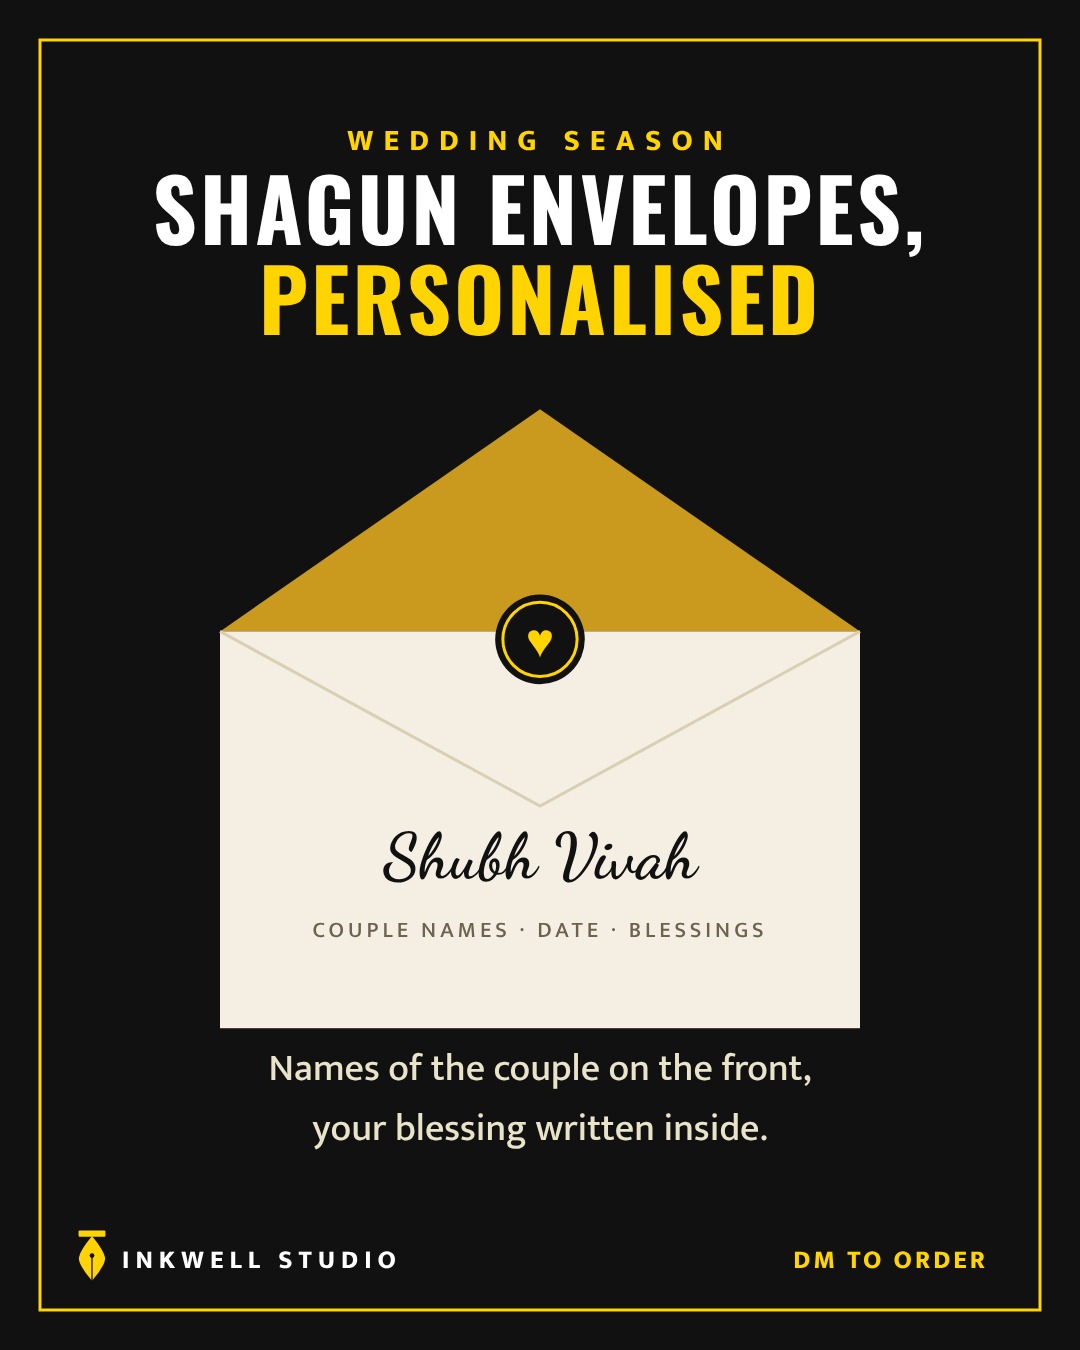 WEDDING SEASON
SHAGUN ENVELOPES,
PERSONALISED
♥
Shubh Vivah
COUPLE NAMES · DATE · BLESSINGS
Names of the couple on the front,
your blessing written inside.
INKWELL STUDIO
DM TO ORDER